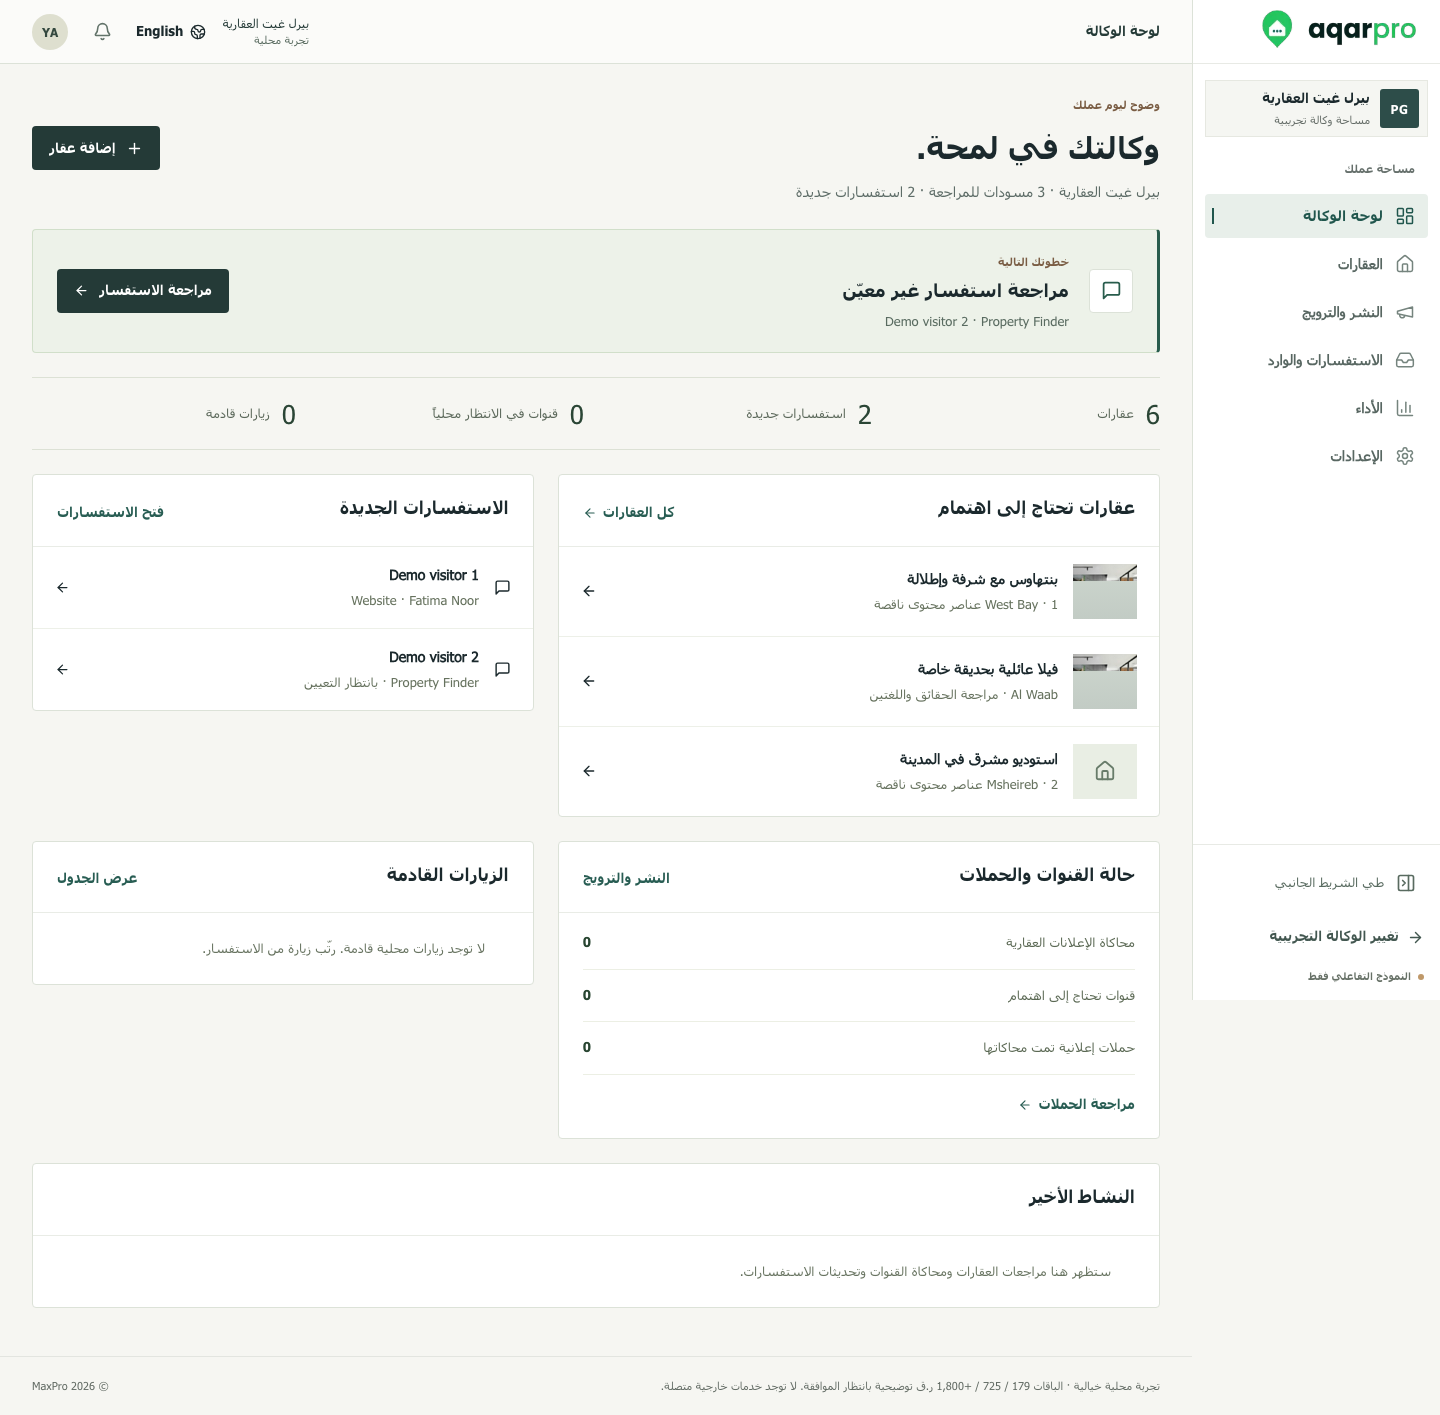 aqarpro
PG
بيرل غيت العقارية
مساحة وكالة تجريبية
مساحة عملك
لوحة الوكالة
العقارات
النشر والترويج
الاستفسارات والوارد
الأداء
الإعدادات
طي الشريط الجانبي
تغيير الوكالة التجريبية
النموذج التفاعلي فقط
لوحة الوكالة
بيرل غيت العقارية
تجربة محلية
English
YA
وضوح ليوم عملك
وكالتك في لمحة.
بيرل غيت العقارية · 3 مسودات للمراجعة · 2 استفسارات جديدة
إضافة عقار
خطوتك التالية
مراجعة استفسار غير معيّن
Demo visitor 2 · Property Finder
مراجعة الاستفسار
6 عقارات
2 استفسارات جديدة
0 قنوات في الانتظار محلياً
0 زيارات قادمة
عقارات تحتاج إلى اهتمام
كل العقارات
بنتهاوس مع شرفة وإطلالة
West Bay · 1 عناصر محتوى ناقصة
فيلا عائلية بحديقة خاصة
Al Waab · مراجعة الحقائق واللغتين
استوديو مشرق في المدينة
Msheireb · 2 عناصر محتوى ناقصة
الاستفسارات الجديدة
فتح الاستفسارات
Demo visitor 1
Website · Fatima Noor
Demo visitor 2
Property Finder · بانتظار التعيين
حالة القنوات والحملات
النشر والترويج
محاكاة الإعلانات العقارية
0
قنوات تحتاج إلى اهتمام
0
حملات إعلانية تمت محاكاتها
0
مراجعة الحملات
الزيارات القادمة
عرض الجدول
لا توجد زيارات محلية قادمة. رتّب زيارة من الاستفسار.
النشاط الأخير
ستظهر هنا مراجعات العقارات ومحاكاة القنوات وتحديثات الاستفسارات.
تجربة محلية خيالية · الباقات 179 / 725 / +1,800 ر.ق توضيحية بانتظار الموافقة. لا توجد خدمات خارجية متصلة.
© MaxPro 2026